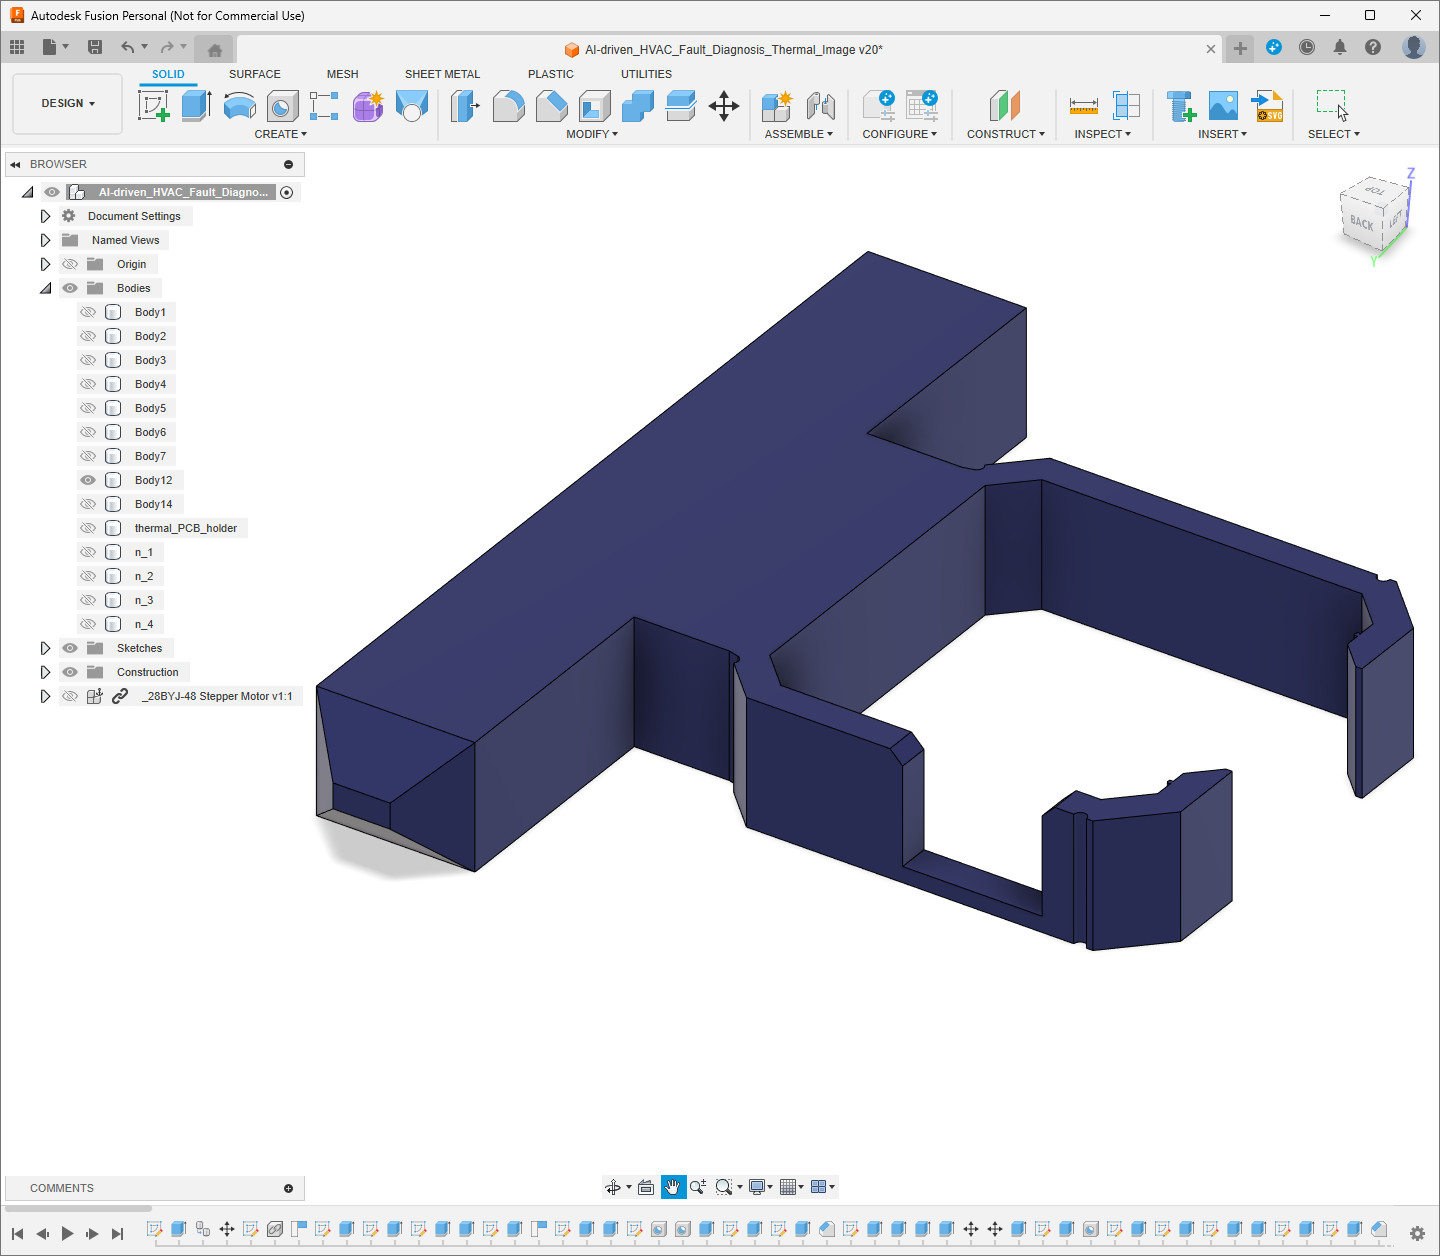 Autodesk Fusion Personal (Not for Commercial Use)
AI-driven_HVAC_Fault_Diagnosis_Thermal_Image v20*
SOLID SURFACE MESH SHEET METAL PLASTIC UTILITIES
DESIGN
CREATE MODIFY ASSEMBLE CONFIGURE CONSTRUCT INSPECT INSERT SELECT
SVG
BROWSER
AI-driven_HVAC_Fault_Diagno...
Document Settings
Named Views
Origin
Bodies
Body1
Body2
Body3
Body4
Body5
Body6
Body7
Body12
Body14
thermal_PCB_holder
n_1
n_2
n_3
n_4
Sketches
Construction
_28BYJ-48 Stepper Motor v1:1
Z
TOP
BACK
LEFT
Y
COMMENTS